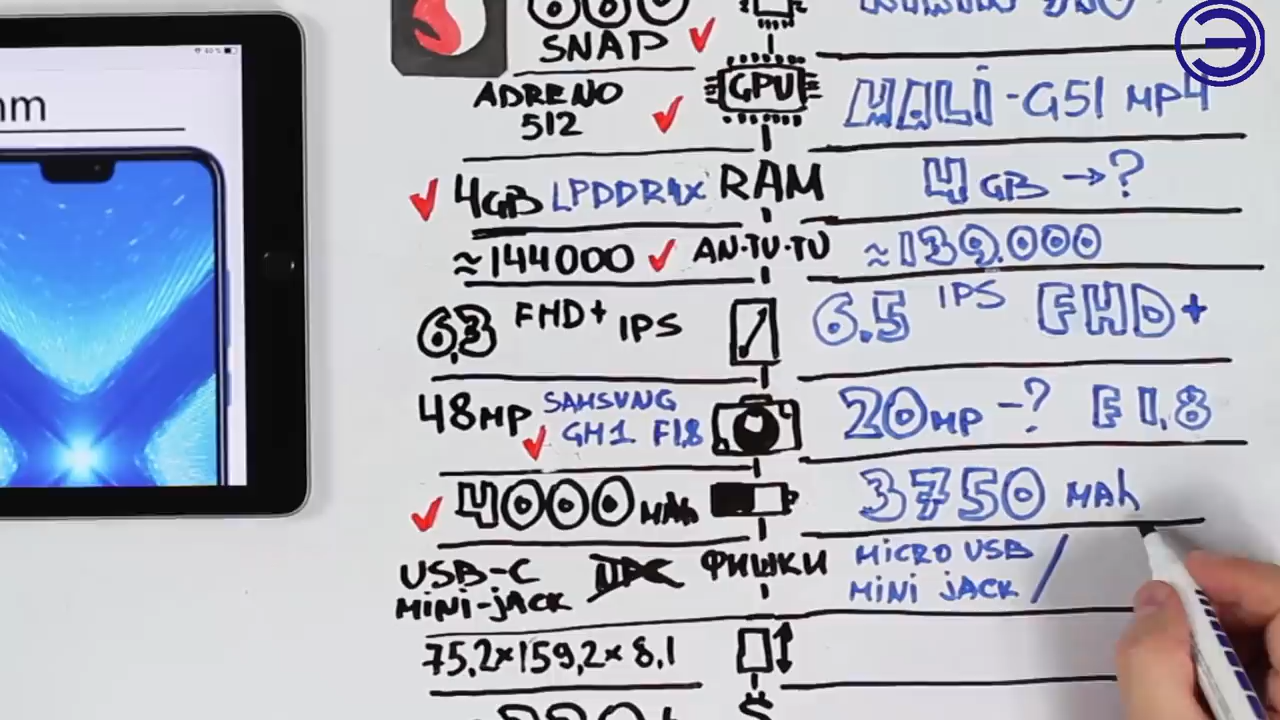 660
SNAP ✓
ADRENO
512 ✓
GPU
MALI-G51 MP4
mm
✓ 4GB LPDDR4X
RAM
4GB →?
≈144000 ✓
AN-TU-TU
≈139.000
6,3 FHD+ IPS
6.5 IPS FHD+
48MP SAMSUNG
GM1 F1.8
✓
20MP -? F1,8
✓ 4000 MAh
3750 MAh
USB-C
MiNi-jACK
ФИШКИ
MiCRO USB /
MiNi JACK
75,2×159,2×8,1
$